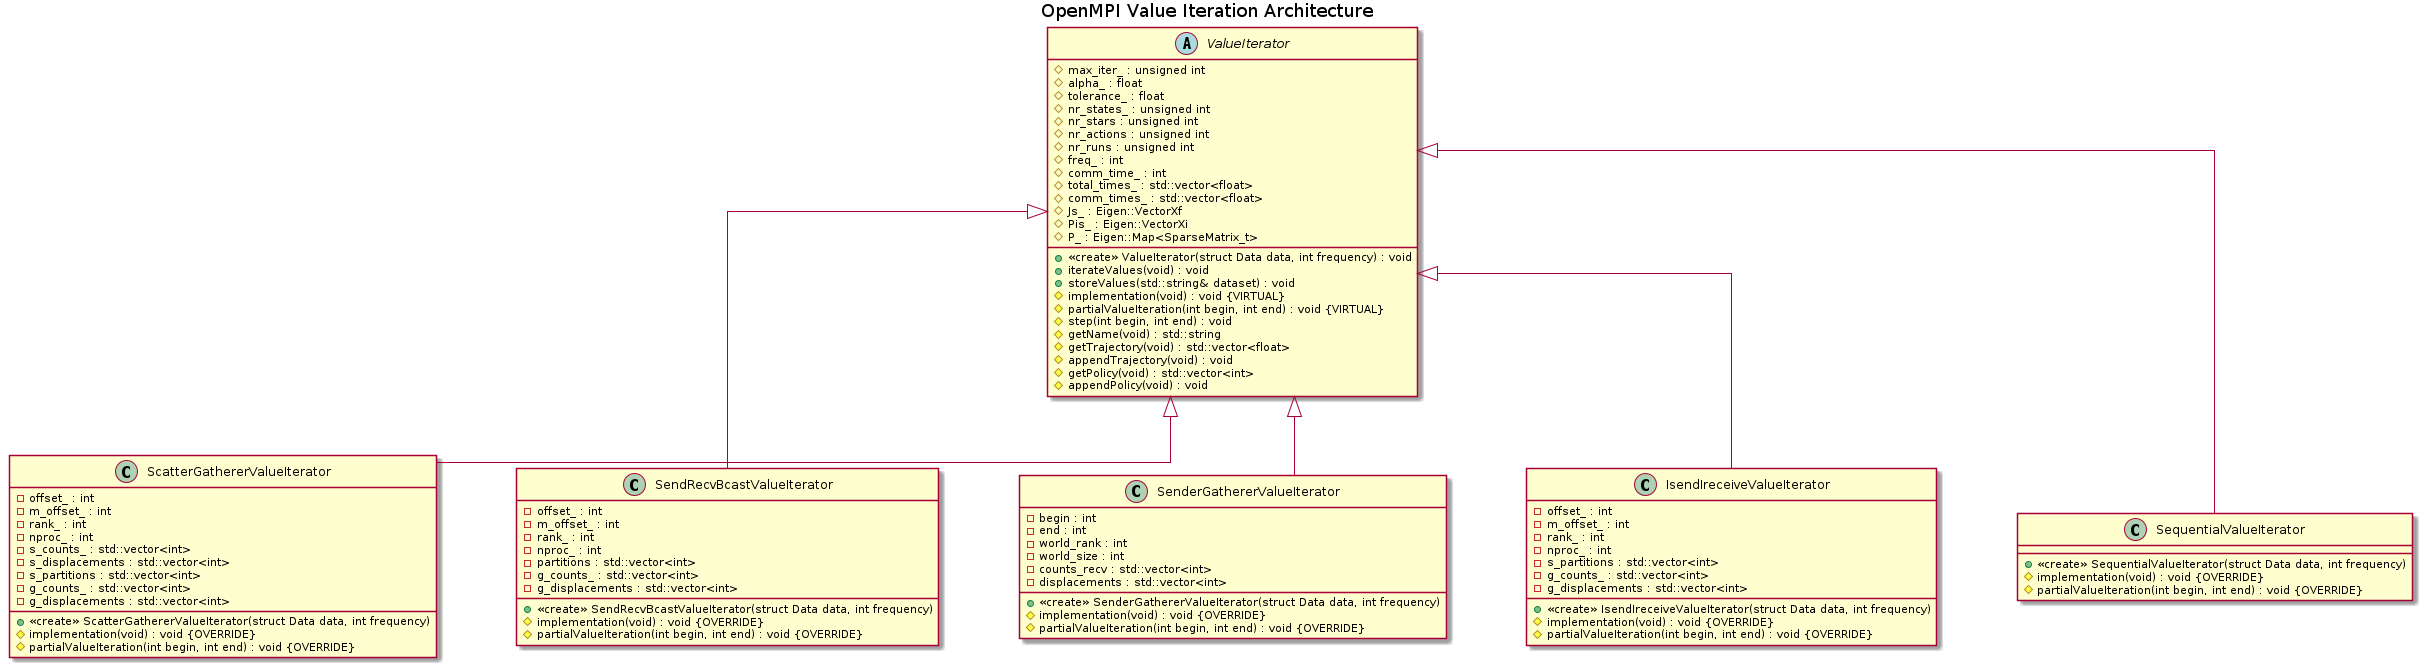 OpenMPI Value Iteration Architecture
A ValueIterator
max_iter_ : unsigned int
alpha_ : float
tolerance_ : float
nr_states_ : unsigned int
nr_stars : unsigned int
nr_actions : unsigned int
nr_runs : unsigned int
freq_ : int
comm_time_ : int
total_times_ : std::vector<float>
comm_times_ : std::vector<float>
Js_ : Eigen::VectorXf
Pis_ : Eigen::VectorXi
P_ : Eigen::Map<SparseMatrix_t>
«create» ValueIterator(struct Data data, int frequency) : void
iterateValues(void) : void
storeValues(std::string& dataset) : void
implementation(void) : void {VIRTUAL}
partialValueIteration(int begin, int end) : void {VIRTUAL}
step(int begin, int end) : void
getName(void) : std::string
getTrajectory(void) : std::vector<float>
appendTrajectory(void) : void
getPolicy(void) : std::vector<int>
appendPolicy(void) : void
C ScatterGathererValueIterator
offset_ : int
m_offset_ : int
rank_ : int
nproc_ : int
s_counts_ : std::vector<int>
s_displacements : std::vector<int>
s_partitions : std::vector<int>
g_counts_ : std::vector<int>
g_displacements : std::vector<int>
«create» ScatterGathererValueIterator(struct Data data, int frequency)
implementation(void) : void {OVERRIDE}
partialValueIteration(int begin, int end) : void {OVERRIDE}
C SendRecvBcastValueIterator
offset_ : int
m_offset_ : int
rank_ : int
nproc_ : int
partitions : std::vector<int>
g_counts_ : std::vector<int>
g_displacements : std::vector<int>
«create» SendRecvBcastValueIterator(struct Data data, int frequency)
implementation(void) : void {OVERRIDE}
partialValueIteration(int begin, int end) : void {OVERRIDE}
C SenderGathererValueIterator
begin : int
end : int
world_rank : int
world_size : int
counts_recv : std::vector<int>
displacements : std::vector<int>
«create» SenderGathererValueIterator(struct Data data, int frequency)
implementation(void) : void {OVERRIDE}
partialValueIteration(int begin, int end) : void {OVERRIDE}
C IsendIreceiveValueIterator
offset_ : int
m_offset_ : int
rank_ : int
nproc_ : int
s_partitions : std::vector<int>
g_counts_ : std::vector<int>
g_displacements : std::vector<int>
«create» IsendIreceiveValueIterator(struct Data data, int frequency)
implementation(void) : void {OVERRIDE}
partialValueIteration(int begin, int end) : void {OVERRIDE}
C SequentialValueIterator
«create» SequentialValueIterator(struct Data data, int frequency)
implementation(void) : void {OVERRIDE}
partialValueIteration(int begin, int end) : void {OVERRIDE}